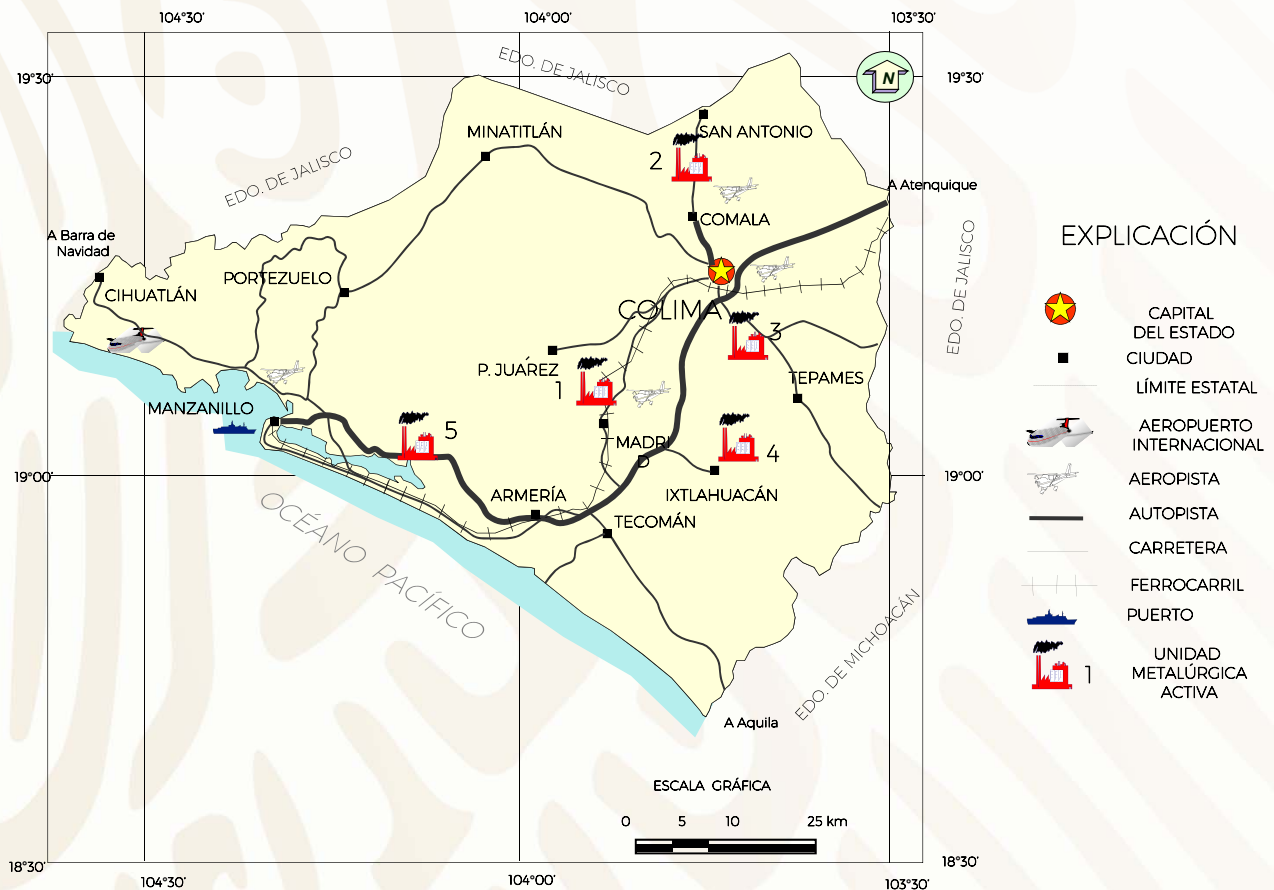 104°30'
104°00'
103°30'
EDO. DE JALISCO
19°30'
N
19°30'
MINATITLÁN
SAN ANTONIO
2
EDO. DE JALISCO
A Atenquique
COMALA
A Barra de
Navidad
EDO. DE JALISCO
EXPLICACIÓN
PORTEZUELO
CIHUATLÁN
COLIMA
3
CAPITAL
DEL ESTADO
CIUDAD
P. JUÁREZ
TEPAMES
1
LÍMITE ESTATAL
MANZANILLO
5
MADRI
D
4
AEROPUERTO
INTERNACIONAL
19°00'
19°00'
AEROPISTA
ARMERÍA
IXTLAHUACÁN
OCÉANO PACÍFICO
TECOMÁN
AUTOPISTA
CARRETERA
FERROCARRIL
EDO. DE MICHOACÁN
PUERTO
1
UNIDAD
METALÚRGICA
ACTIVA
A Aquila
ESCALA GRÁFICA
0 5 10 25 km
18°30'
18°30'
104°30'
104°00'
103°30'